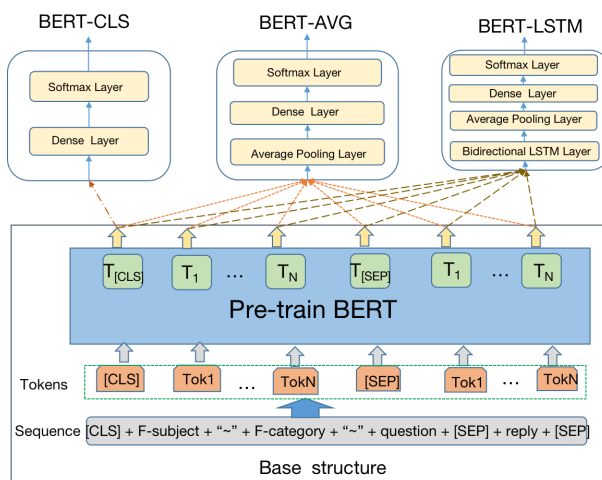 BERT-CLS BERT-AVG BERT-LSTM
Softmax Layer
Dense Layer
Softmax Layer
Dense Layer
Average Pooling Layer
Softmax Layer
Dense Layer
Average Pooling Layer
Bidirectional LSTM Layer
T[CLS] T1 ... TN T[SEP] T1 ... TN
Pre-train BERT
Tokens [CLS] Tok1 ... TokN [SEP] Tok1 ... TokN
Sequence [CLS] + F-subject + “~” + F-category + “~” + question + [SEP] + reply + [SEP]
Base structure